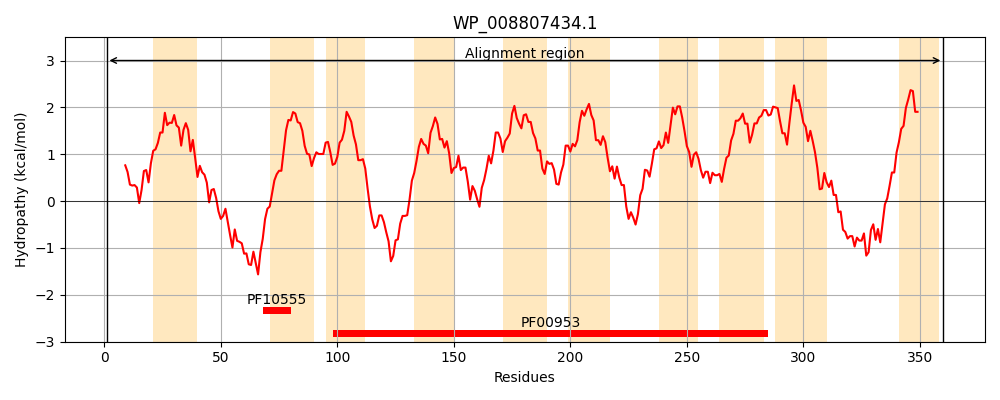 WP_008807434.1
Alignment region
3
2
1
0
−1
−2
−3
Hydropathy (kcal/mol)
PF10555
PF00953
0 50 100 150 200 250 300 350
Residues